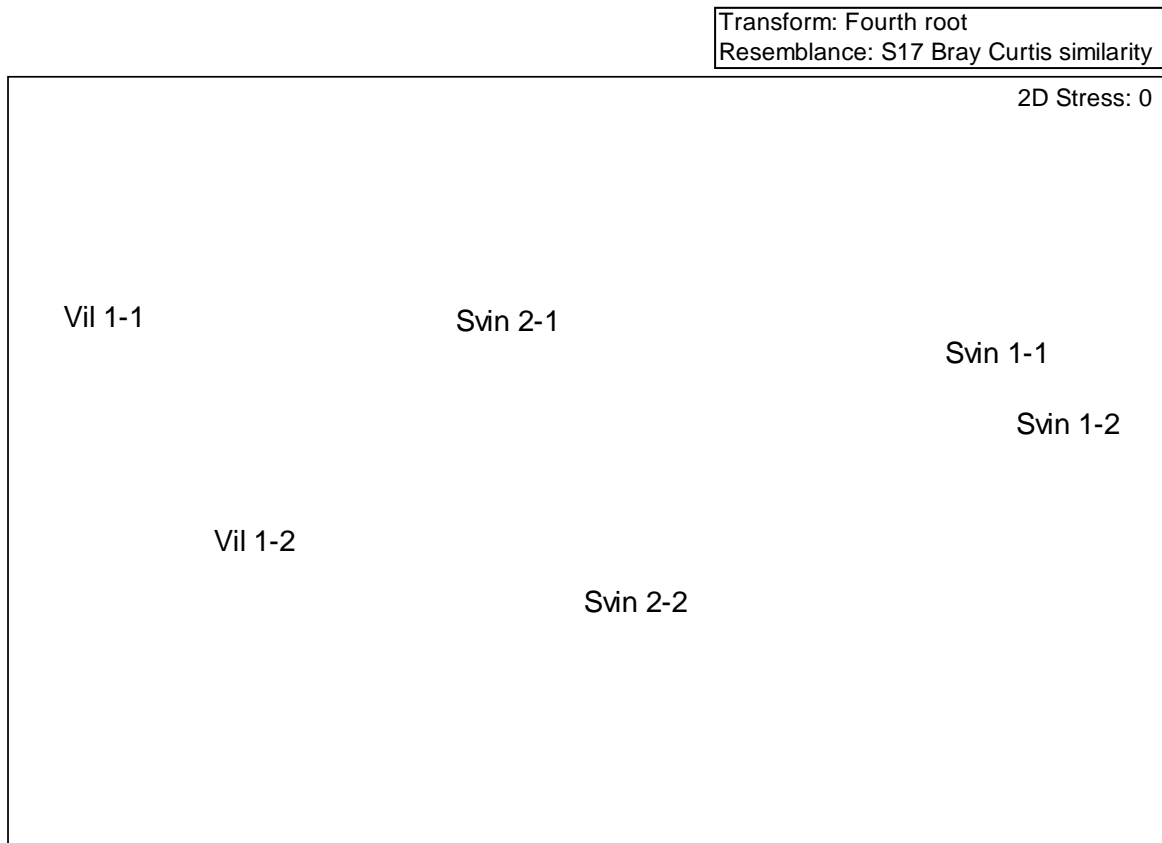 Transform: Fourth root
Resemblance: S17 Bray Curtis similarity
2D Stress: 0
Vil 1-1
Svin 2-1
Svin 1-1
Svin 1-2
Vil 1-2
Svin 2-2